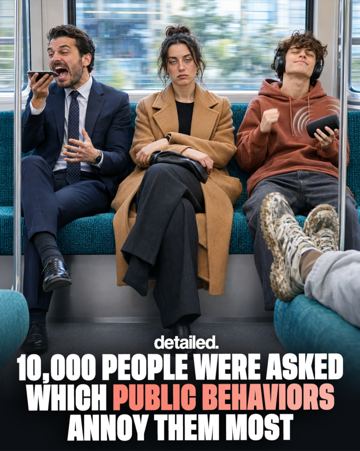 detailed.
10,000 PEOPLE WERE ASKED
WHICH PUBLIC BEHAVIORS
ANNOY THEM MOST